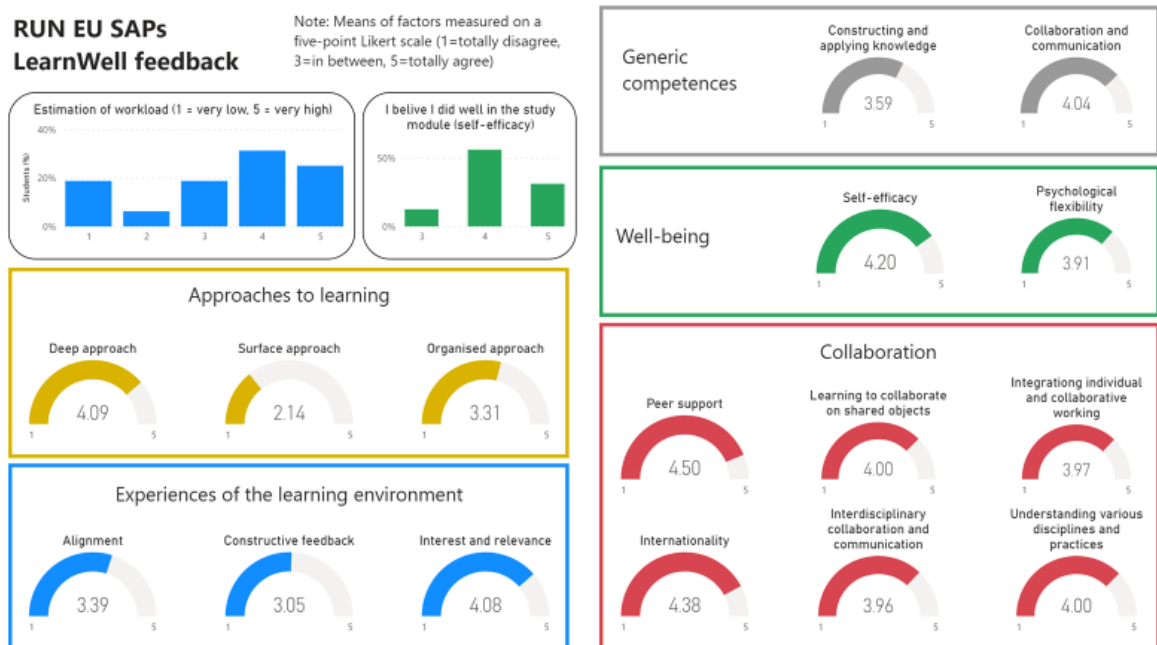 RUN EU SAPs
LearnWell feedback
Note: Means of factors measured on a
five-point Likert scale (1=totally disagree,
3=in between, 5=totally agree)
Estimation of workload (1 = very low, 5 = very high)
Students (%)
40%
20%
0%
1 2 3 4 5
I belive I did well in the study
module (self-efficacy)
50%
0%
3 4 5
Approaches to learning
Deep approach
4.09
1 5
Surface approach
2.14
1 5
Organised approach
3.31
1 5
Experiences of the learning environment
Alignment
3.39
1 5
Constructive feedback
3.05
1 5
Interest and relevance
4.08
1 5
Generic
competences
Constructing and
applying knowledge
3.59
1 5
Collaboration and
communication
4.04
1 5
Well-being
Self-efficacy
4.20
1 5
Psychological
flexibility
3.91
1 5
Collaboration
Peer support
4.50
1 5
Learning to collaborate
on shared objects
4.00
1 5
Integrationg individual
and collaborative
working
3.97
1 5
Internationality
4.38
1 5
Interdisciplinary
collaboration and
communication
3.96
1 5
Understanding various
disciplines and
practices
4.00
1 5